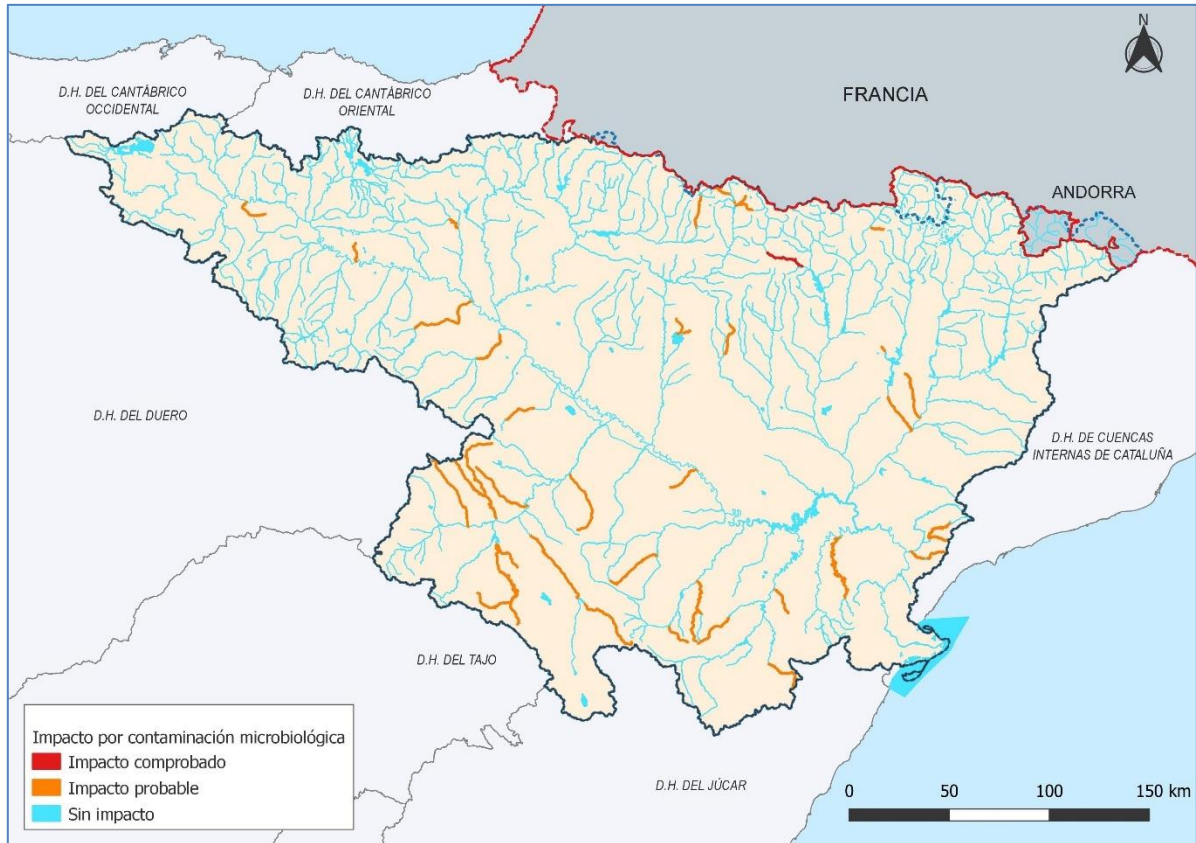 N
FRANCIA
D.H. DEL CANTÁBRICO
OCCIDENTAL
D.H. DEL CANTÁBRICO
ORIENTAL
ANDORRA
D.H. DEL DUERO
D.H. DE CUENCAS
INTERNAS DE CATALUÑA
D.H. DEL TAJO
D.H. DEL JÚCAR
Impacto por contaminación microbiológica
Impacto comprobado
Impacto probable
Sin impacto
0 50 100 150 km